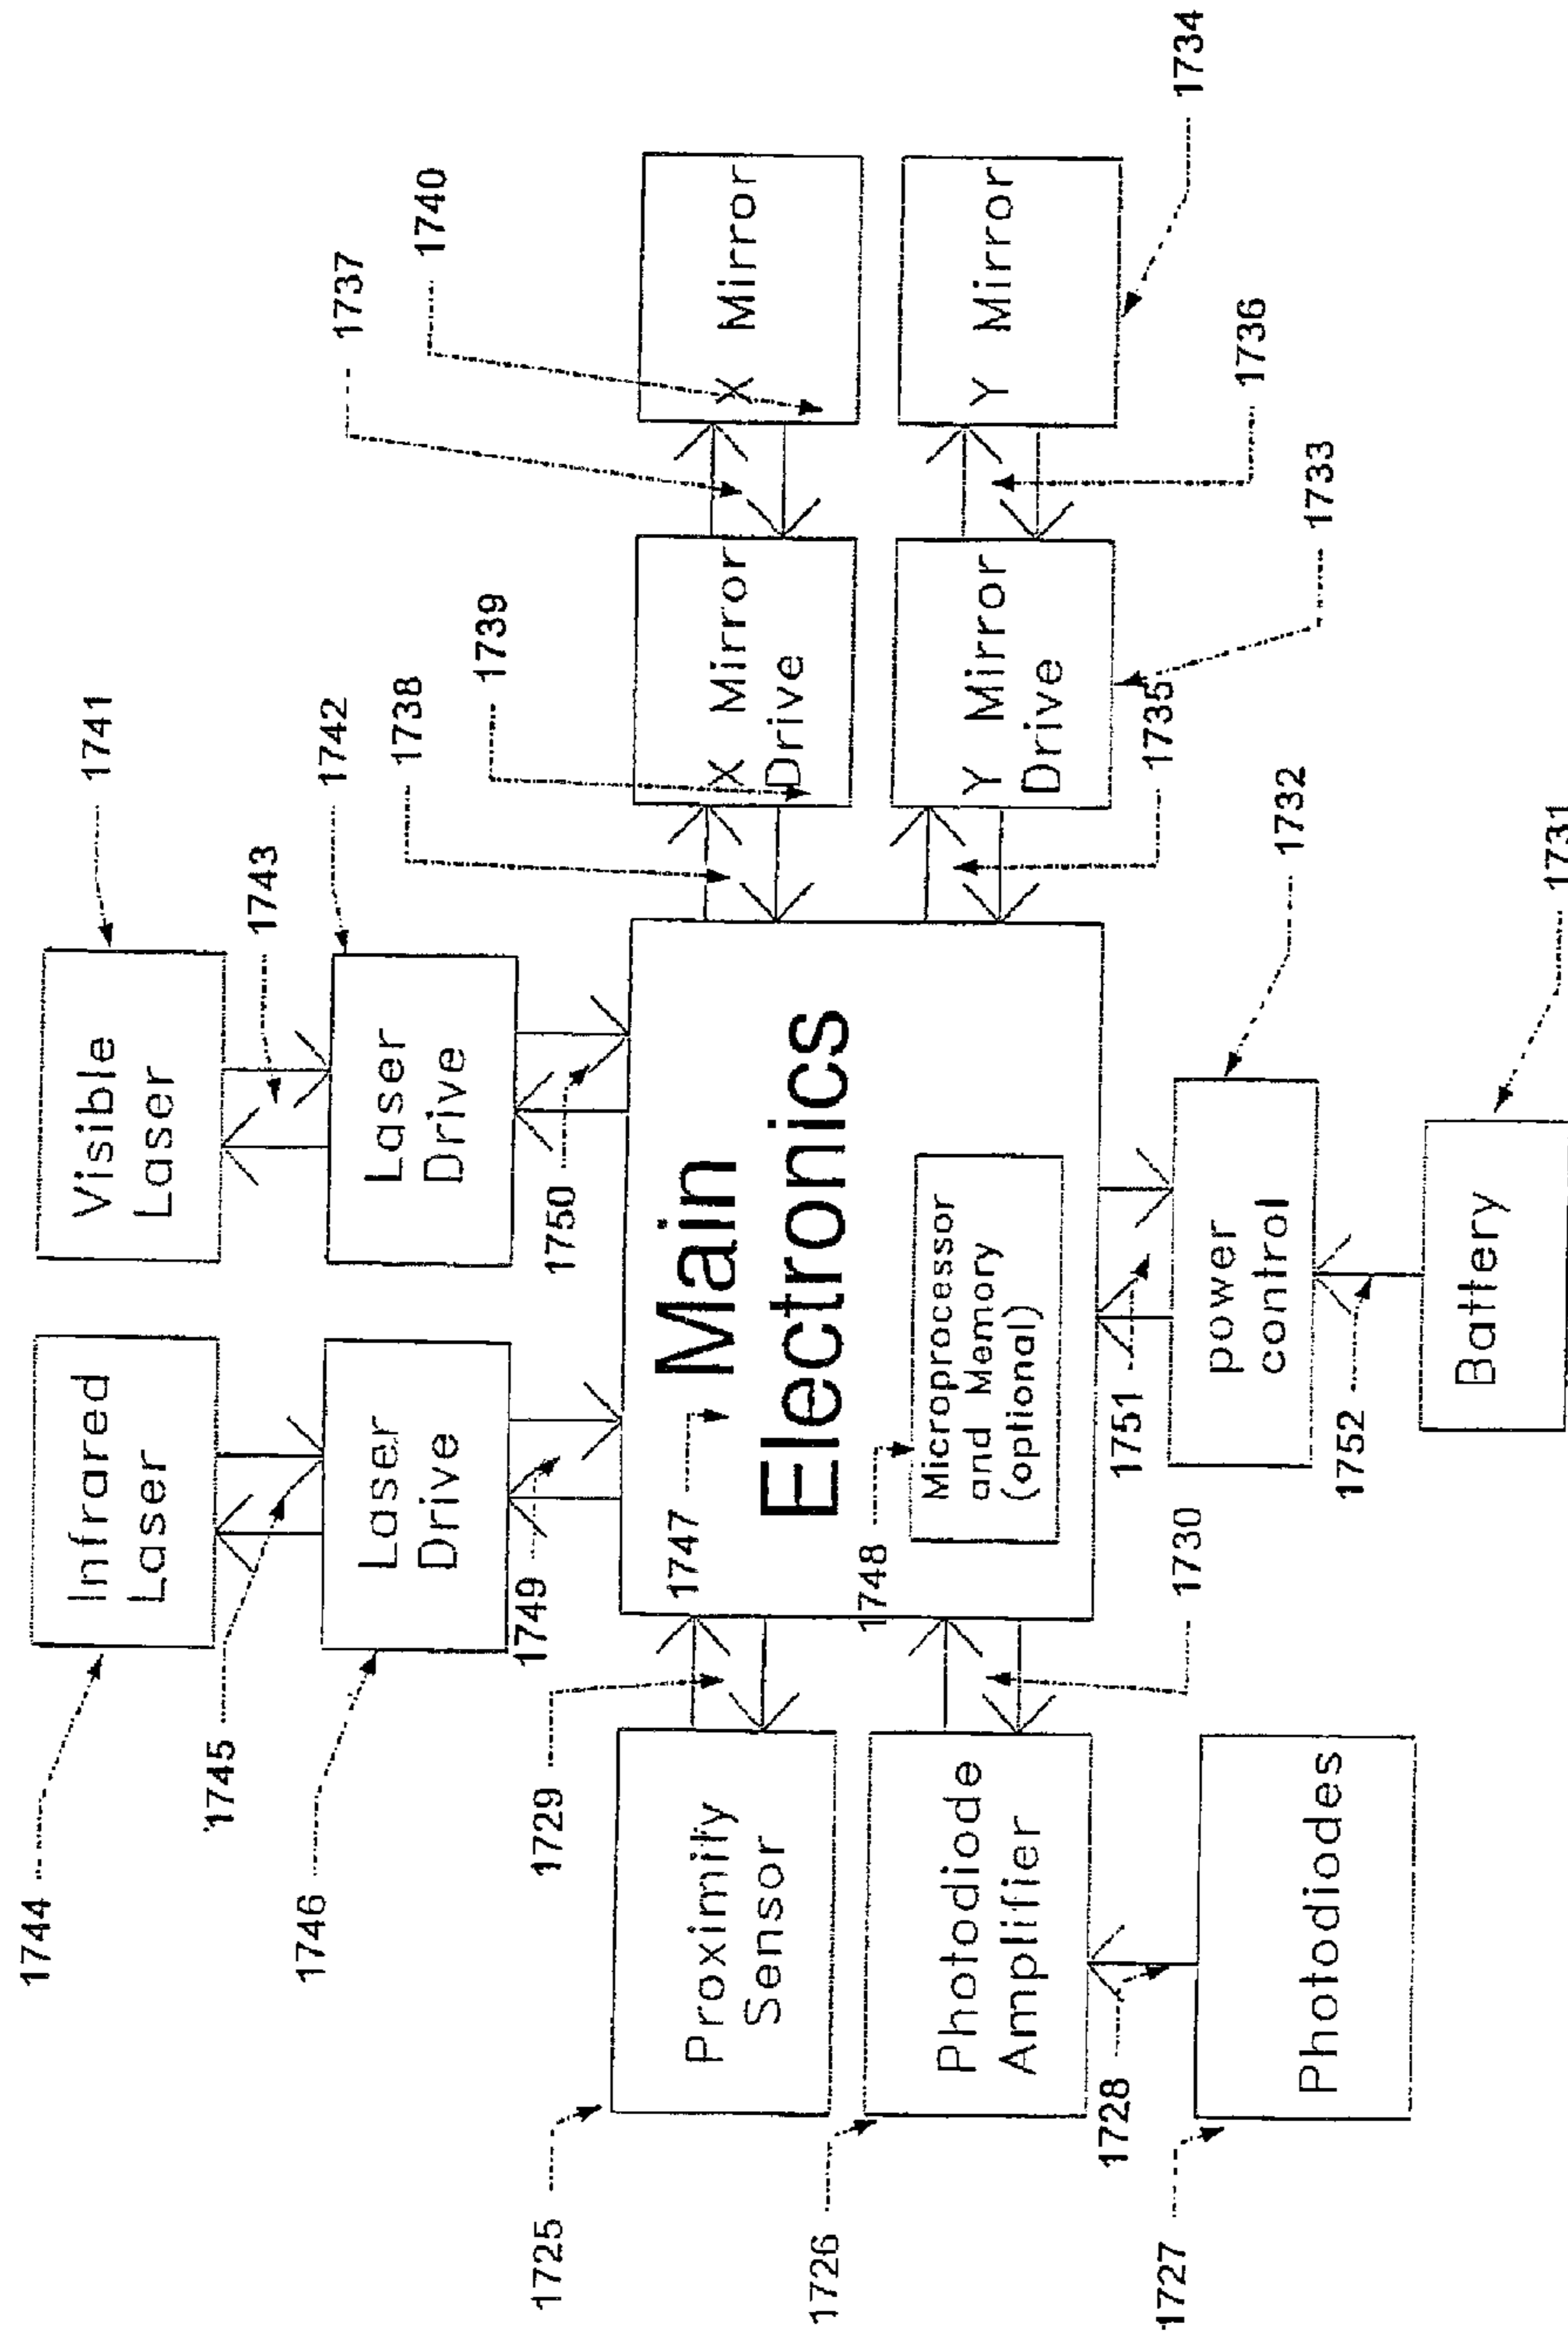 1744
Infrared
Laser
1745
1746
Laser
Drive
1749
1741
Visible
Laser
1743
1742
Laser
Drive
1750
1725
Proximity
Sensor
1729
1747
Main
Electronics
1748
Microprocessor
and Memory
(optional)
1738
1739
X Mirror
Drive
1737
1740
X Mirror
1726
Photodiode
Amplifier
1730
1735
Y Mirror
Drive
1733
1736
Y Mirror
1734
1728
1727
Photodiodes
1751
power
control
1732
1752
Battery
1731